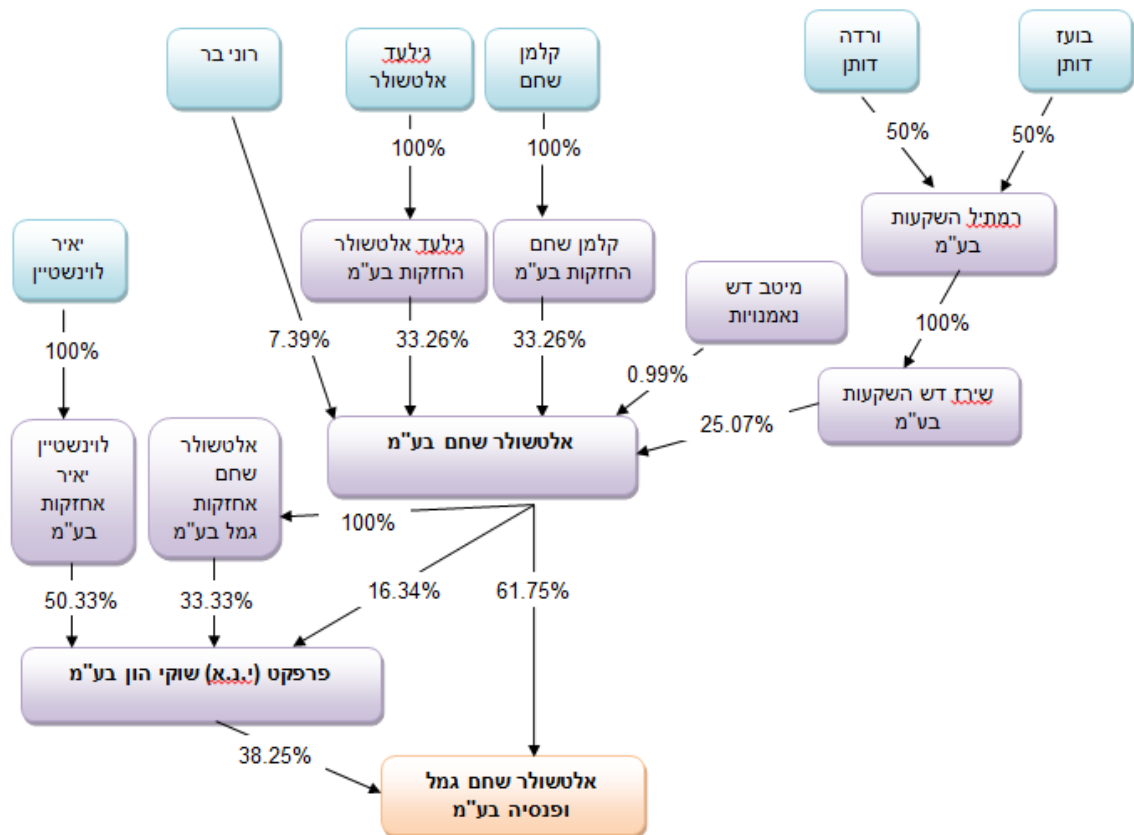 בועז
דותן
ורדה
דותן
קלמן
שחם
גילעד
אלטשולר
רוני בר
50%
50%
100%
100%
רמתיל השקעות
בע"מ
קלמן שחם
החזקות בע"מ
גילעד אלטשולר
החזקות בע"מ
יאיר
לוינשטיין
מיטב דש
נאמנויות
100%
33.26%
33.26%
7.39%
100%
0.99%
שירז דש השקעות
בע"מ
25.07%
אלטשולר שחם בע"מ
אלטשולר
שחם
אחזקות
גמל בע"מ
לוינשטיין
יאיר
אחזקות
בע"מ
100%
61.75%
16.34%
33.33%
50.33%
פרפקט (י.נ.א) שוקי הון בע"מ
38.25%
אלטשולר שחם גמל
ופנסיה בע"מ